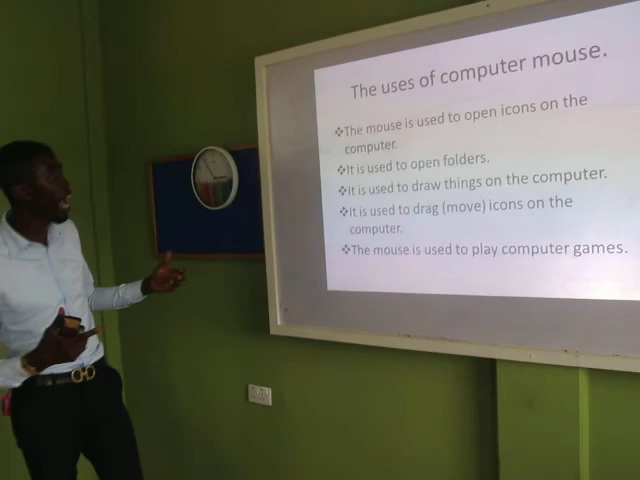 The uses of computer mouse.
❖The mouse is used to open icons on the
computer.
❖It is used to open folders.
❖It is used to draw things on the computer.
❖It is used to drag (move) icons on the
computer.
❖The mouse is used to play computer games.